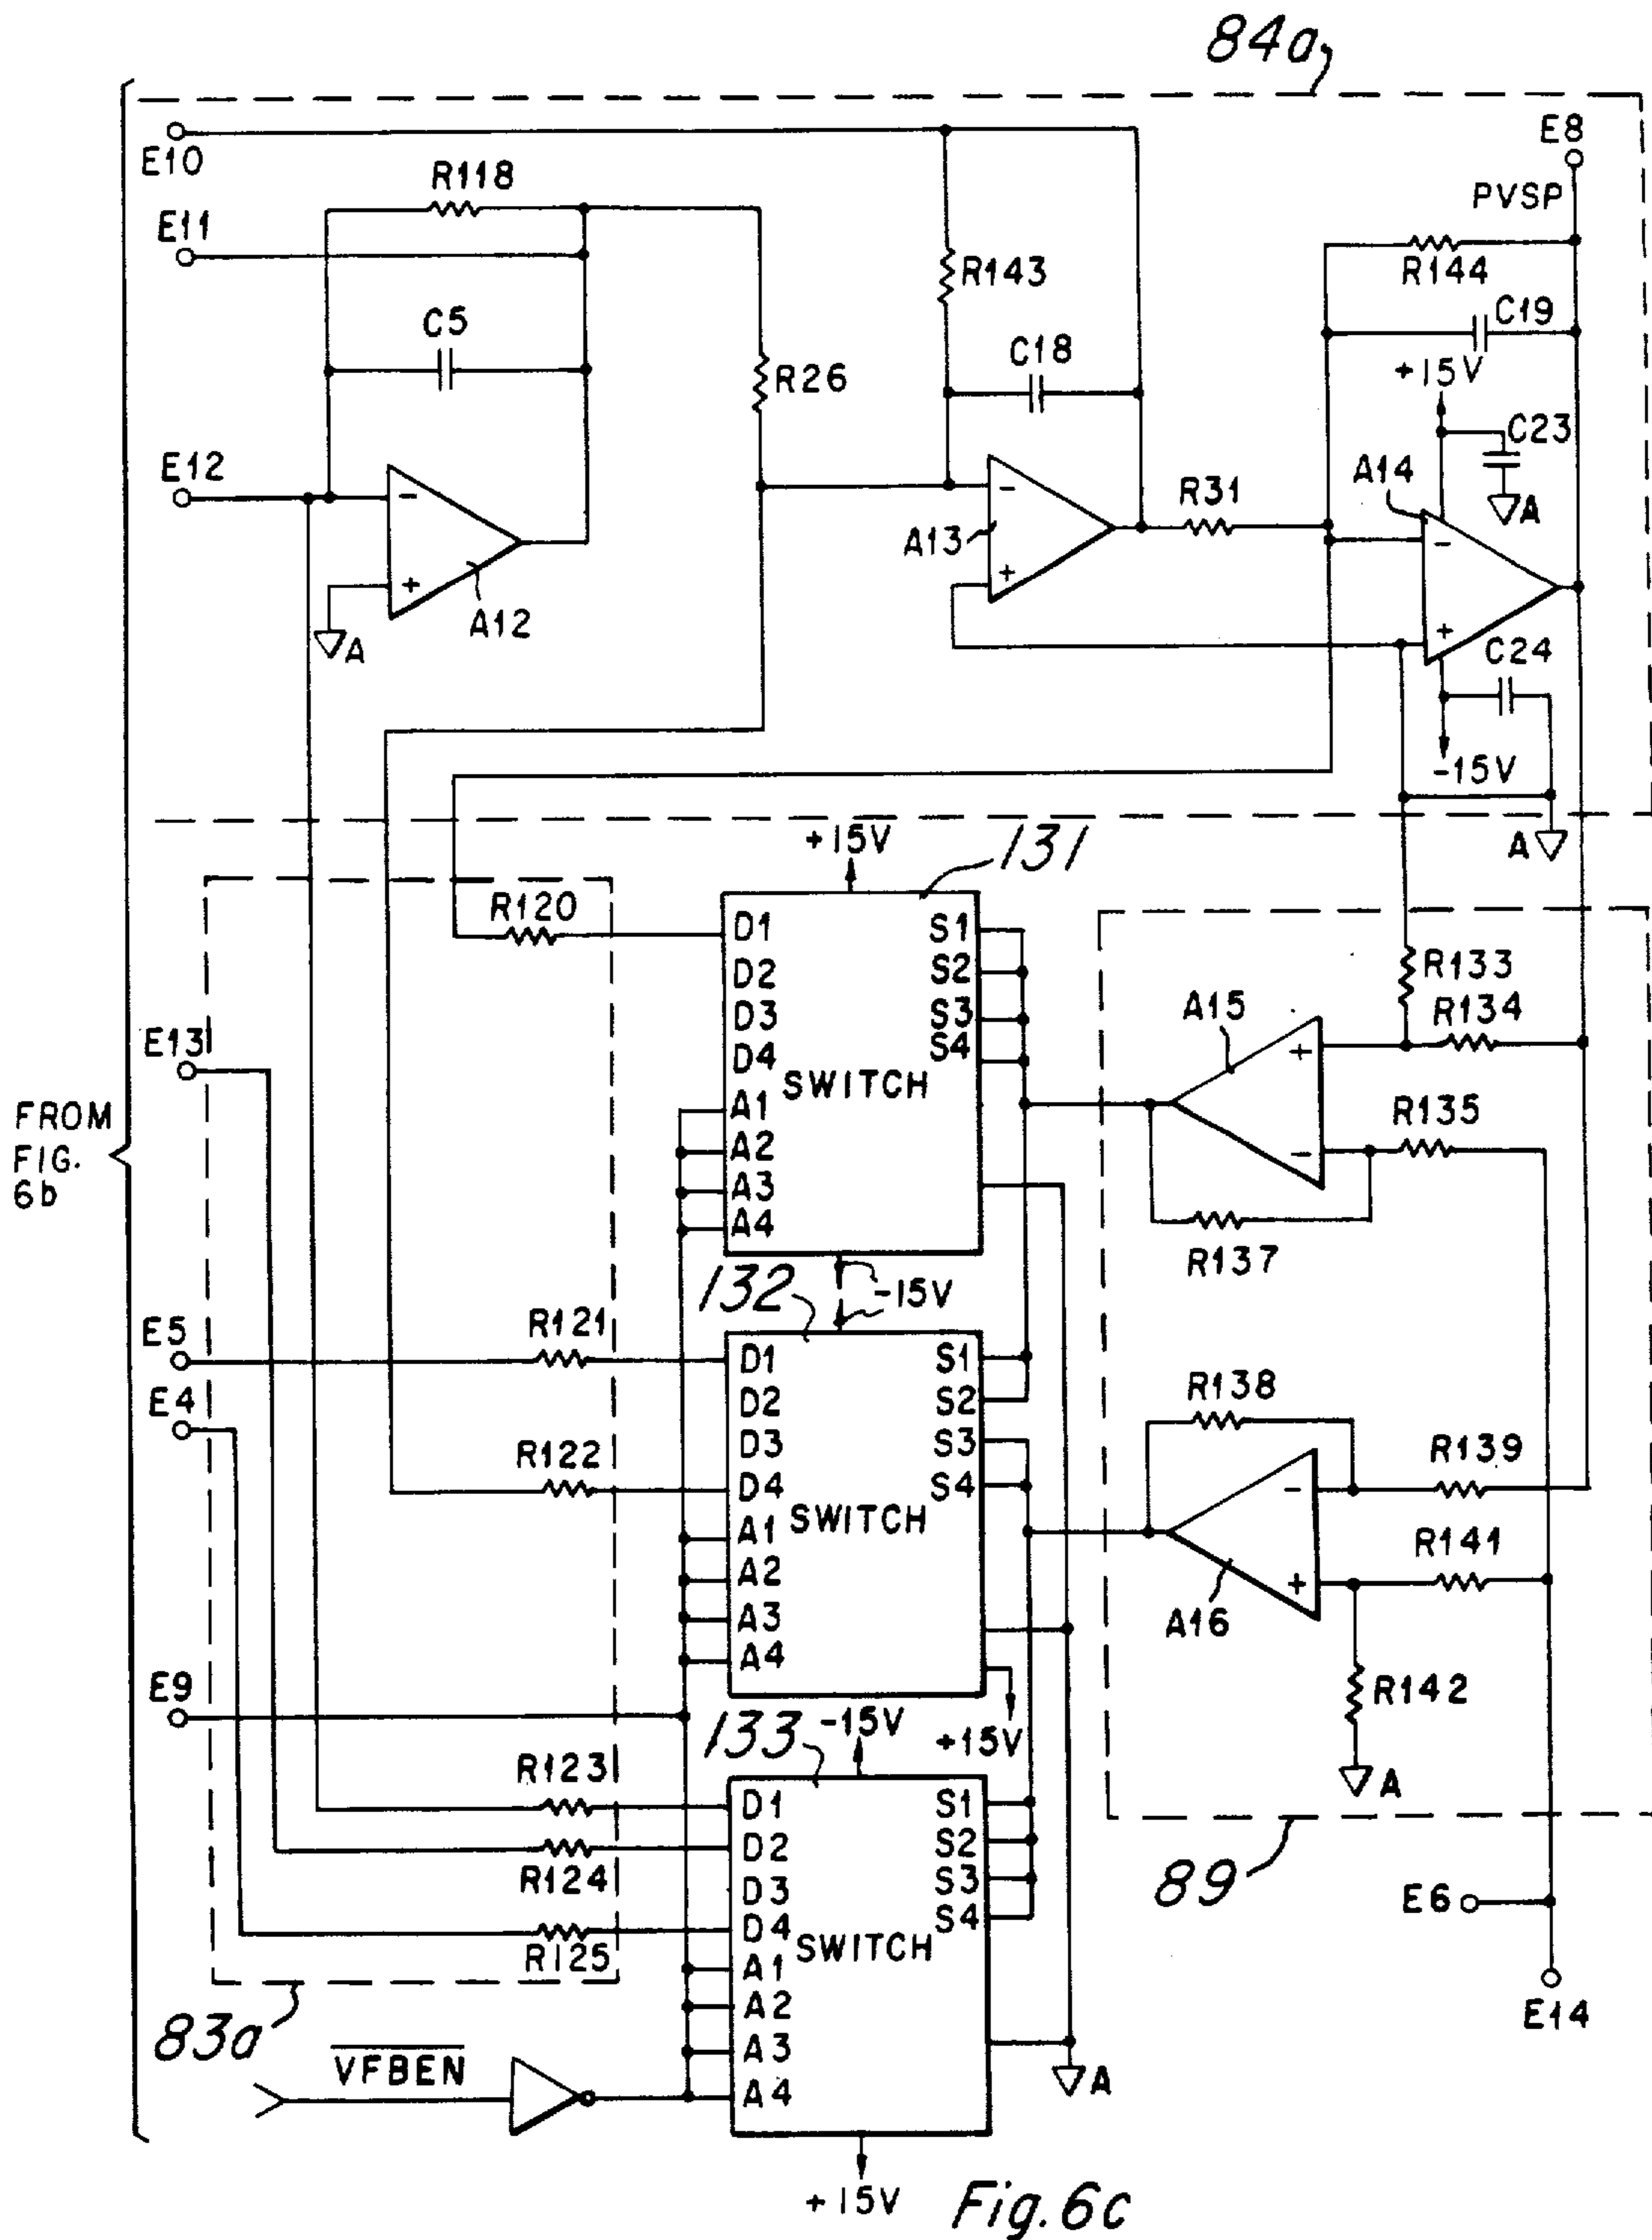 84a
E10
E8
R118
PVSP
E11
R143
R144
C5
C19
R26
C18
+15V
C23
E12
-
R31
A14
A
-
A13
-
+
A12
+
+
C24
A
-15V
+15V
131
A
R120
D1
S1
D2
S2
R133
D3
S3
A15
R134
E13
D4
S4
+
SWITCH
FROM
FIG.
6b
A1
R135
A2
-
A3
A4
R137
132
-15V
E5
R121
D1
S1
E4
D2
S2
R138
D3
S3
R122
R139
D4
S4
-
SWITCH
A1
R141
A2
+
A3
A16
A4
E9
R142
133
-15V
+15V
R123
A
D1
S1
D2
S2
R124
D3
S3
89
E6
D4
S4
R125
SWITCH
A1
A2
E14
83a
A3
VFBEN
A
A4
+15V
Fig. 6c